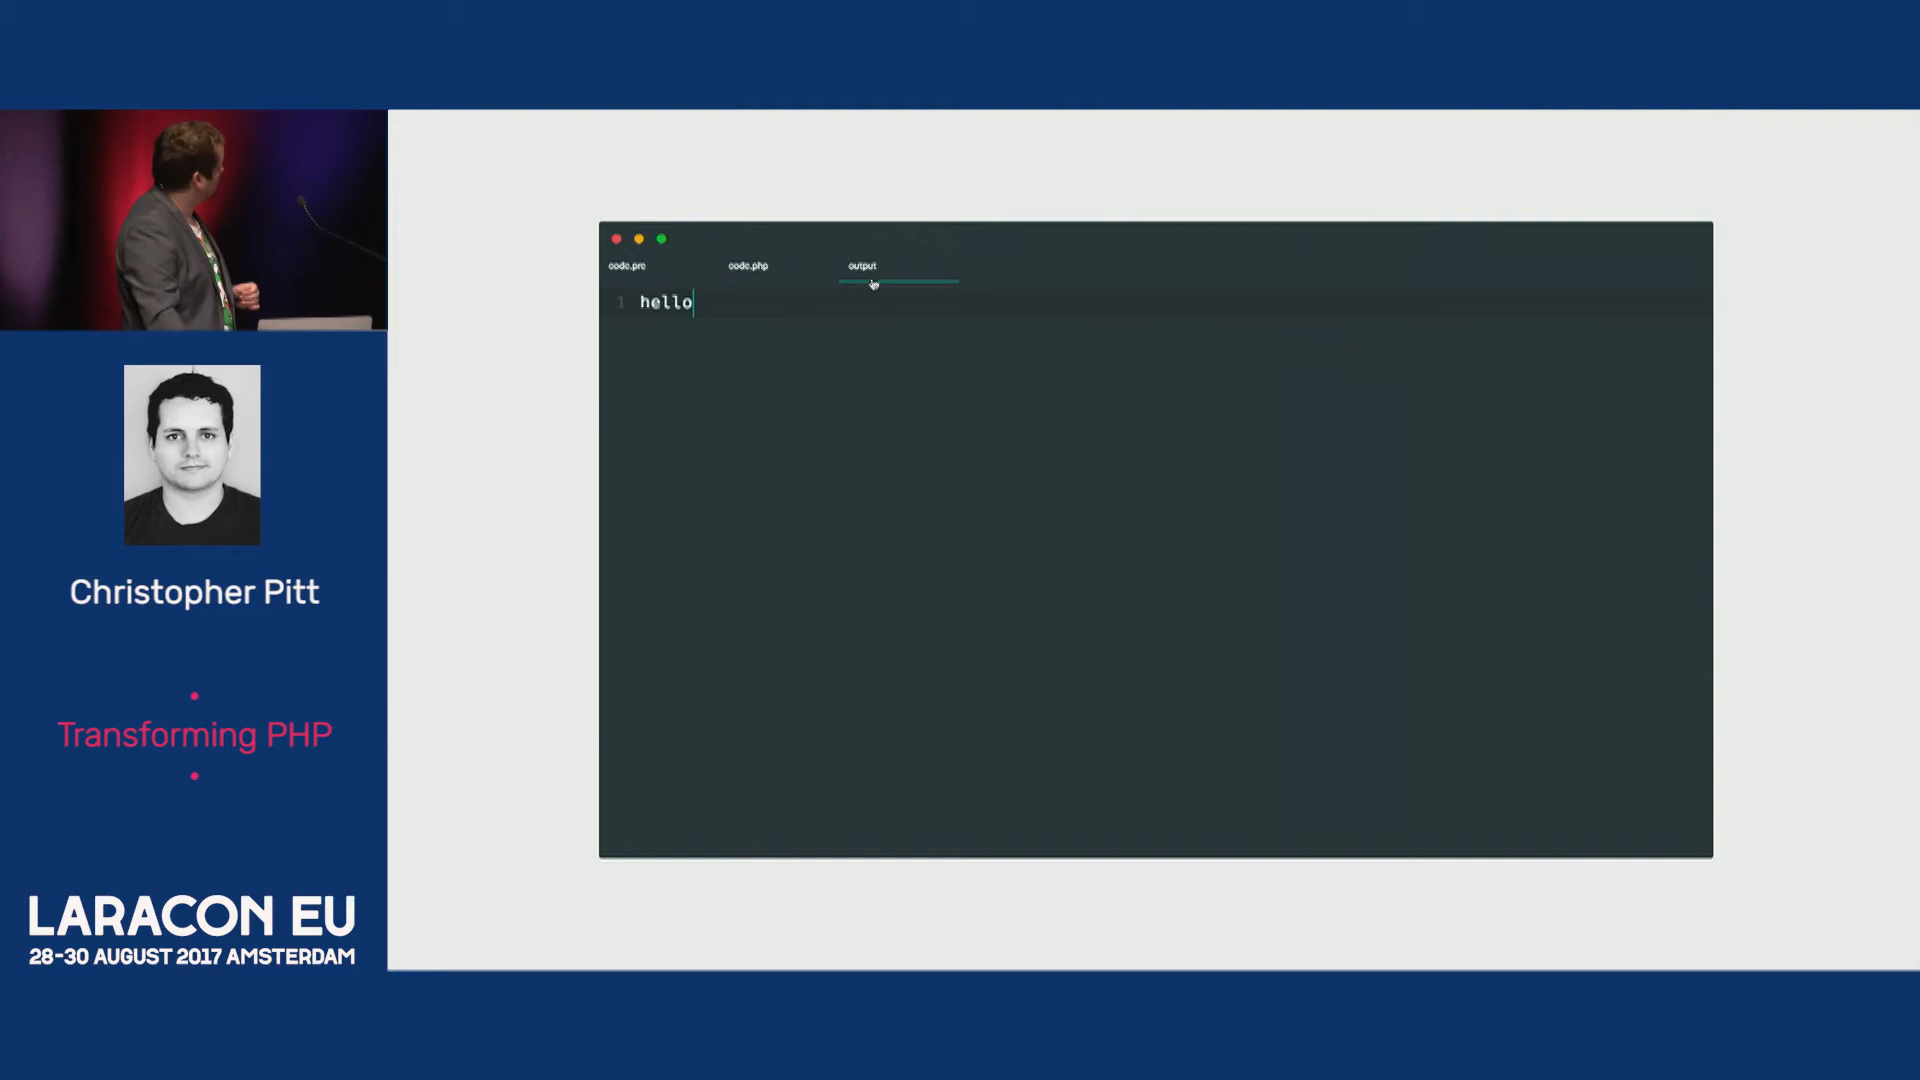 code.pre
code.php
output
1 hello
Christopher Pitt
Transforming PHP
LARACON EU
28-30 AUGUST 2017 AMSTERDAM